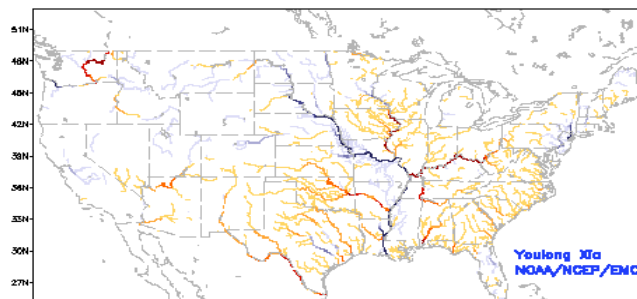 51N
48N
45N
42N
39N
36N
33N
30N
27N
Youlong Xia
NOAA/NCEP/EMC